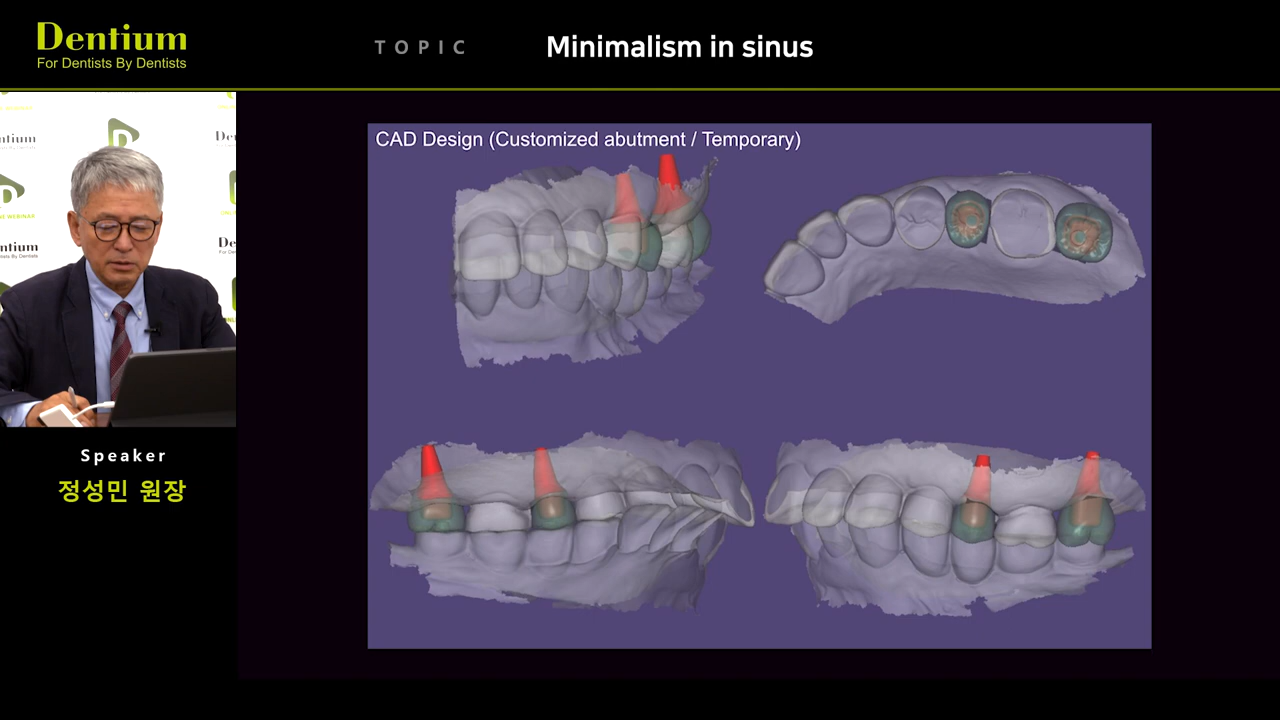 Dentium
For Dentists By Dentists
TOPIC
Minimalism in sinus
CAD Design (Customized abutment / Temporary)
Speaker
정성민 원장